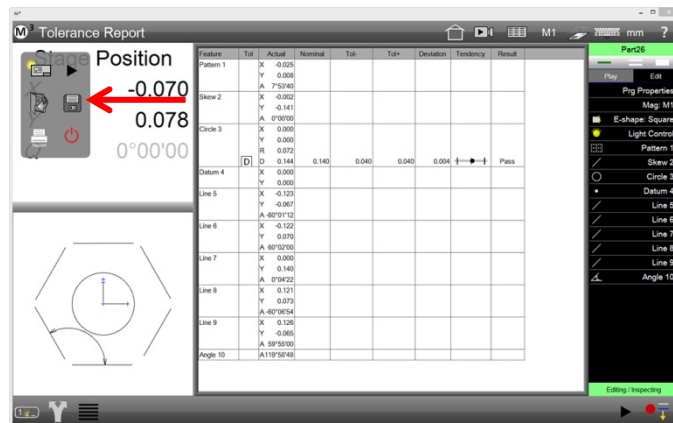 M³
M³ Tolerance Report
M1
mm
?
Stage Position
-0.070
0.078
0°00'00
Feature Tol Actual Nominal Tol- Tol+ Deviation Tendency Result
Pattern 1 X -0.025
Y 0.008
A 7°53'40
Skew 2 X -0.002
Y -0.141
A 0°00'00
Circle 3 X 0.000
Y 0.000
R 0.072
D D 0.144 0.140 0.040 0.040 0.004 Pass
Datum 4 X 0.000
Y 0.000
Line 5 X -0.123
Y -0.067
A -60°01'12
Line 6 X -0.122
Y 0.070
A 60°02'00
Line 7 X 0.000
Y 0.140
A 0°04'22
Line 8 X 0.121
Y 0.073
A -60°06'54
Line 9 X 0.126
Y -0.065
A 59°55'00
Angle 10 A119°58'48
Part26
Play Edit
Prg Properties
Mag: M1
E-shape: Square
Light Control
Pattern 1
Skew 2
Circle 3
Datum 4
Line 5
Line 6
Line 7
Line 8
Line 9
Angle 10
Editing / Inspecting